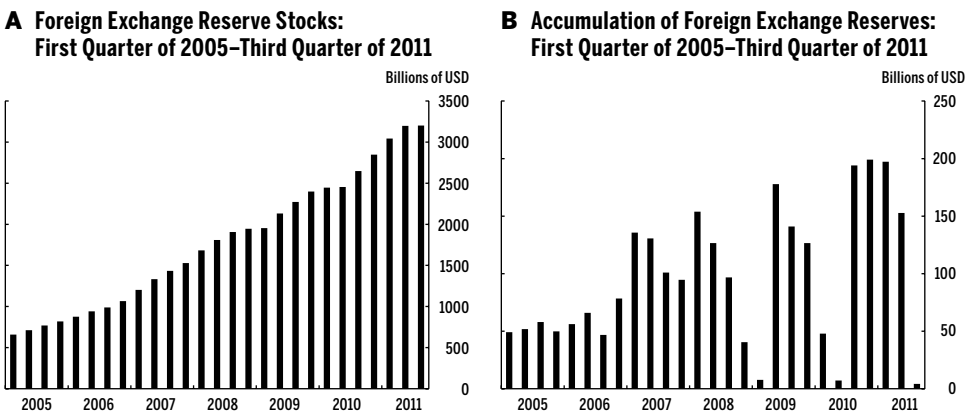 A Foreign Exchange Reserve Stocks:
First Quarter of 2005–Third Quarter of 2011
Billions of USD
3500
3000
2500
2000
1500
1000
500
0
2005 2006 2007 2008 2009 2010 2011
B Accumulation of Foreign Exchange Reserves:
First Quarter of 2005–Third Quarter of 2011
Billions of USD
250
200
150
100
50
0
2005 2006 2007 2008 2009 2010 2011